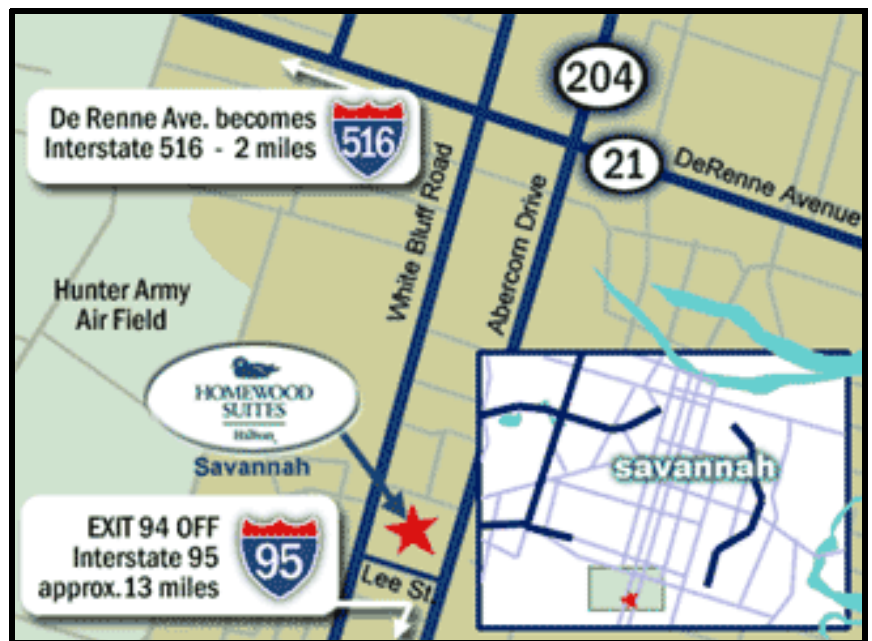 204
De Renne Ave. becomes
Interstate 516 - 2 miles
516
21
DeRenne Avenue
White Bluff Road
Abercorn Drive
Hunter Army
Air Field
HOMEWOOD
SUITES
Hilton
Savannah
savannah
EXIT 94 OFF
Interstate 95
approx.13 miles
95
Lee St